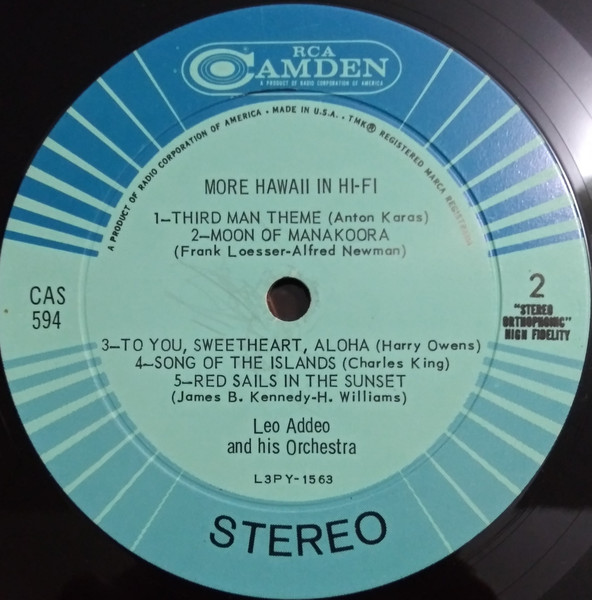 RCA
CAMDEN
A PRODUCT OF RADIO CORPORATION OF AMERICA
A PRODUCT OF RADIO CORPORATION OF AMERICA • MADE IN U.S.A. • TMK® REGISTERED MARCA REGISTRADA
MORE HAWAII IN HI-FI
1—THIRD MAN THEME (Anton Karas)
2—MOON OF MANAKOORA
(Frank Loesser-Alfred Newman)
CAS
594
2
"STEREO
ORTHOPHONIC"
HIGH FIDELITY
3—TO YOU, SWEETHEART, ALOHA (Harry Owens)
4—SONG OF THE ISLANDS (Charles King)
5—RED SAILS IN THE SUNSET
(James B. Kennedy-H. Williams)
Leo Addeo
and his Orchestra
L3PY-1563
STEREO